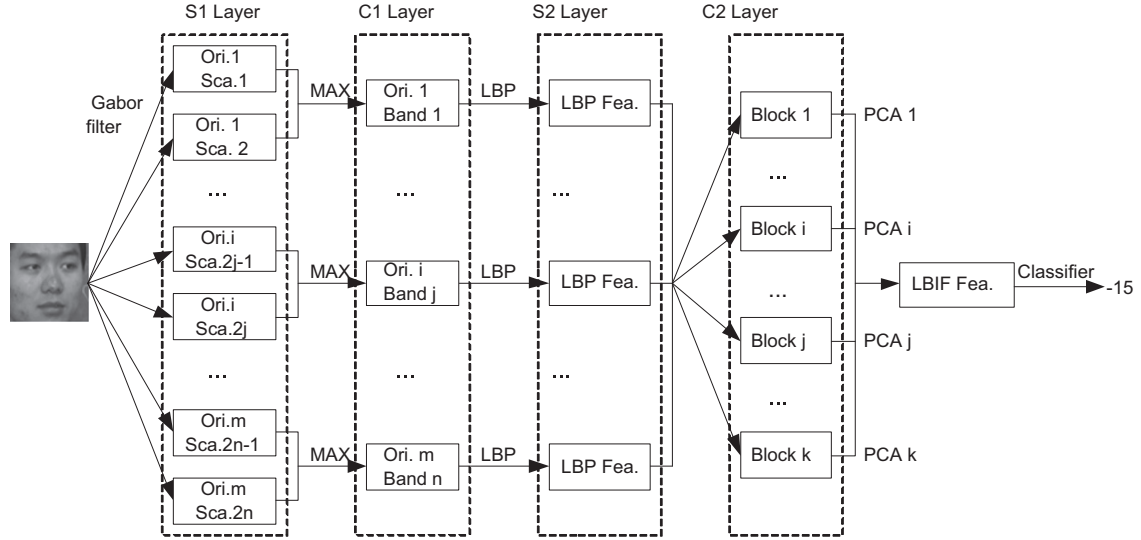 S1 Layer
C1 Layer
S2 Layer
C2 Layer
Gabor
filter
Ori.1
Sca.1
Ori. 1
Sca. 2
...
Ori.i
Sca.2j-1
Ori.i
Sca.2j
...
Ori.m
Sca.2n-1
Ori.m
Sca.2n
MAX
MAX
MAX
Ori. 1
Band 1
...
Ori. i
Band j
...
Ori. m
Band n
LBP
LBP
LBP
LBP Fea.
...
LBP Fea.
...
LBP Fea.
Block 1
...
Block i
...
Block j
...
Block k
PCA 1
PCA i
PCA j
PCA k
LBIF Fea.
Classifier
-15